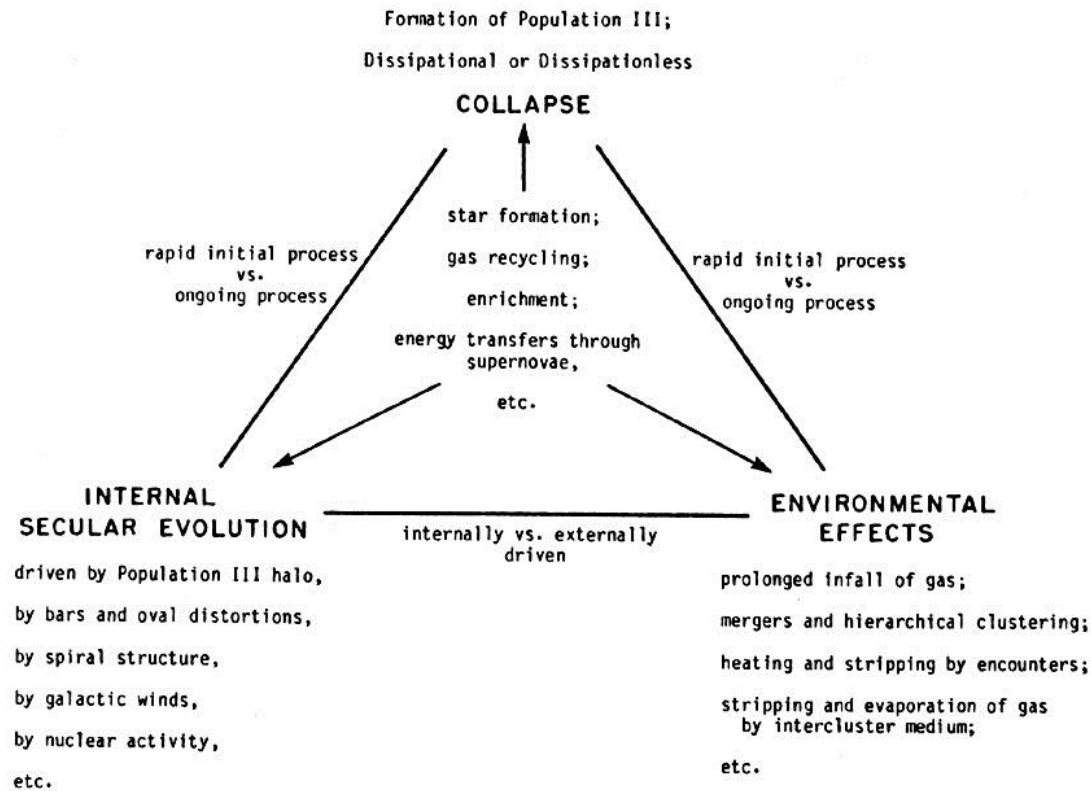 Formation of Population III;
Dissipational or Dissipationless
COLLAPSE
star formation;
gas recycling;
enrichment;
energy transfers through
supernovae,
etc.
rapid initial process
vs.
ongoing process
rapid initial process
vs.
ongoing process
INTERNAL
SECULAR EVOLUTION
driven by Population III halo,
by bars and oval distortions,
by spiral structure,
by galactic winds,
by nuclear activity,
etc.
internally vs. externally
driven
ENVIRONMENTAL
EFFECTS
prolonged infall of gas;
mergers and hierarchical clustering;
heating and stripping by encounters;
stripping and evaporation of gas
by intercluster medium;
etc.